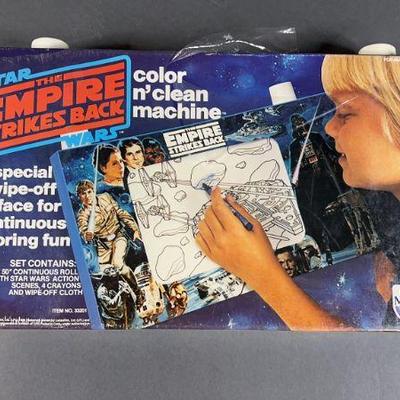 STAR
THE
EMPIRE
STRIKES BACK
WARS
color
n' clean
machine
THE
EMPIRE
STRIKES BACK
special
wipe-off
face for
ntinuous
oring fun
SET CONTAINS:
50" CONTINUOUS ROLL
TH STAR WARS ACTION
SCENES, 4 CRAYONS
AND WIPE-OFF CLOTH
ITEM NO. 33201